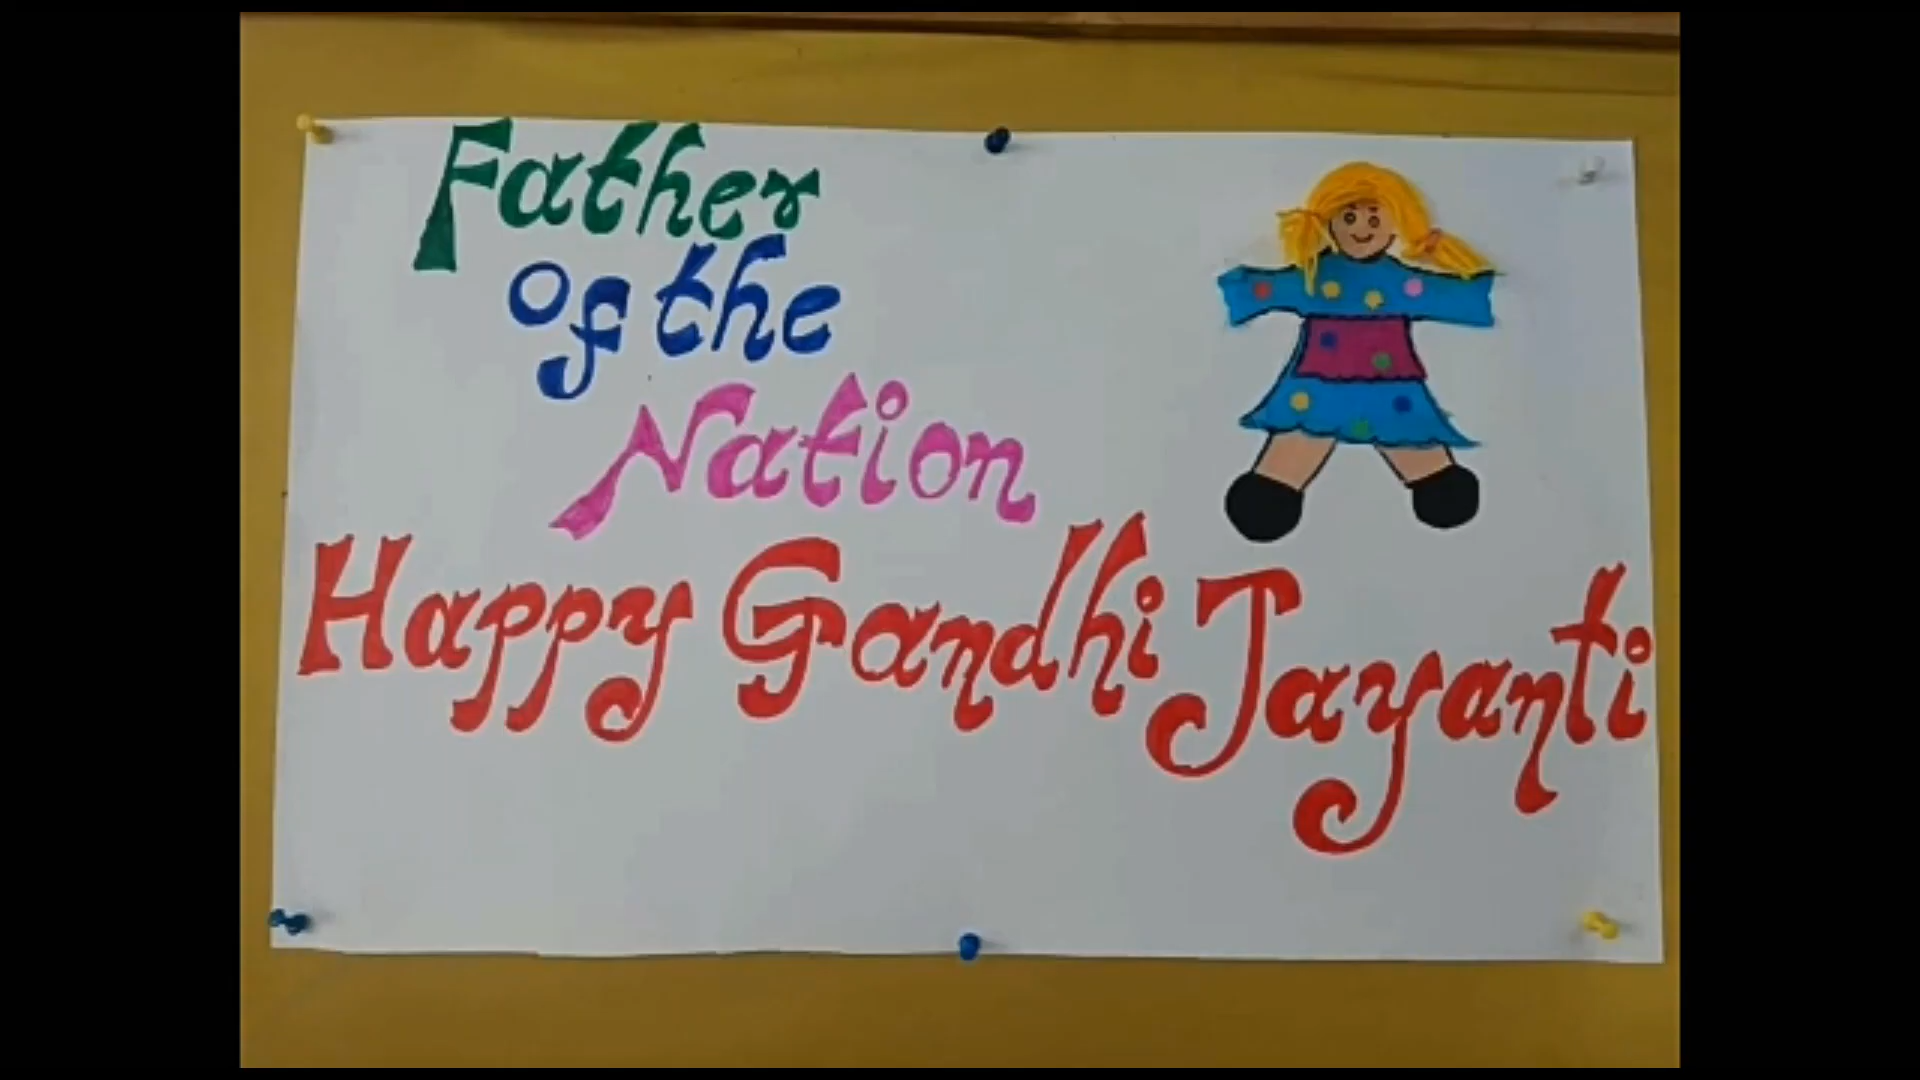 Father
of the
Nation
Happy Gandhi Jayanti